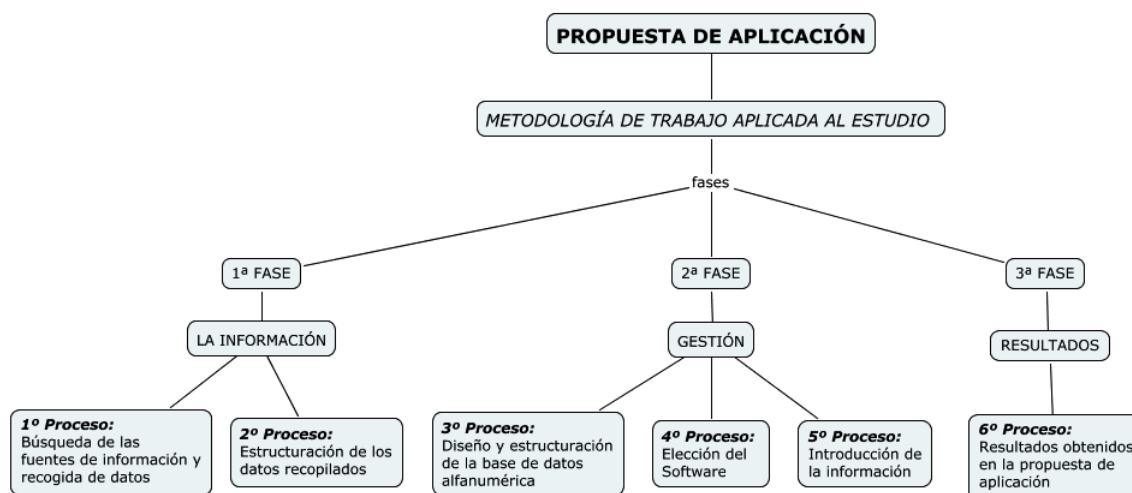 PROPUESTA DE APLICACIÓN
METODOLOGÍA DE TRABAJO APLICADA AL ESTUDIO
fases
1ª FASE
2ª FASE
3ª FASE
LA INFORMACIÓN
GESTIÓN
RESULTADOS
1º Proceso:
Búsqueda de las
fuentes de información y
recogida de datos
2º Proceso:
Estructuración de los
datos recopilados
3º Proceso:
Diseño y estructuración
de la base de datos
alfanumérica
4º Proceso:
Elección del
Software
5º Proceso:
Introducción de
la información
6º Proceso:
Resultados obtenidos
en la propuesta de
aplicación